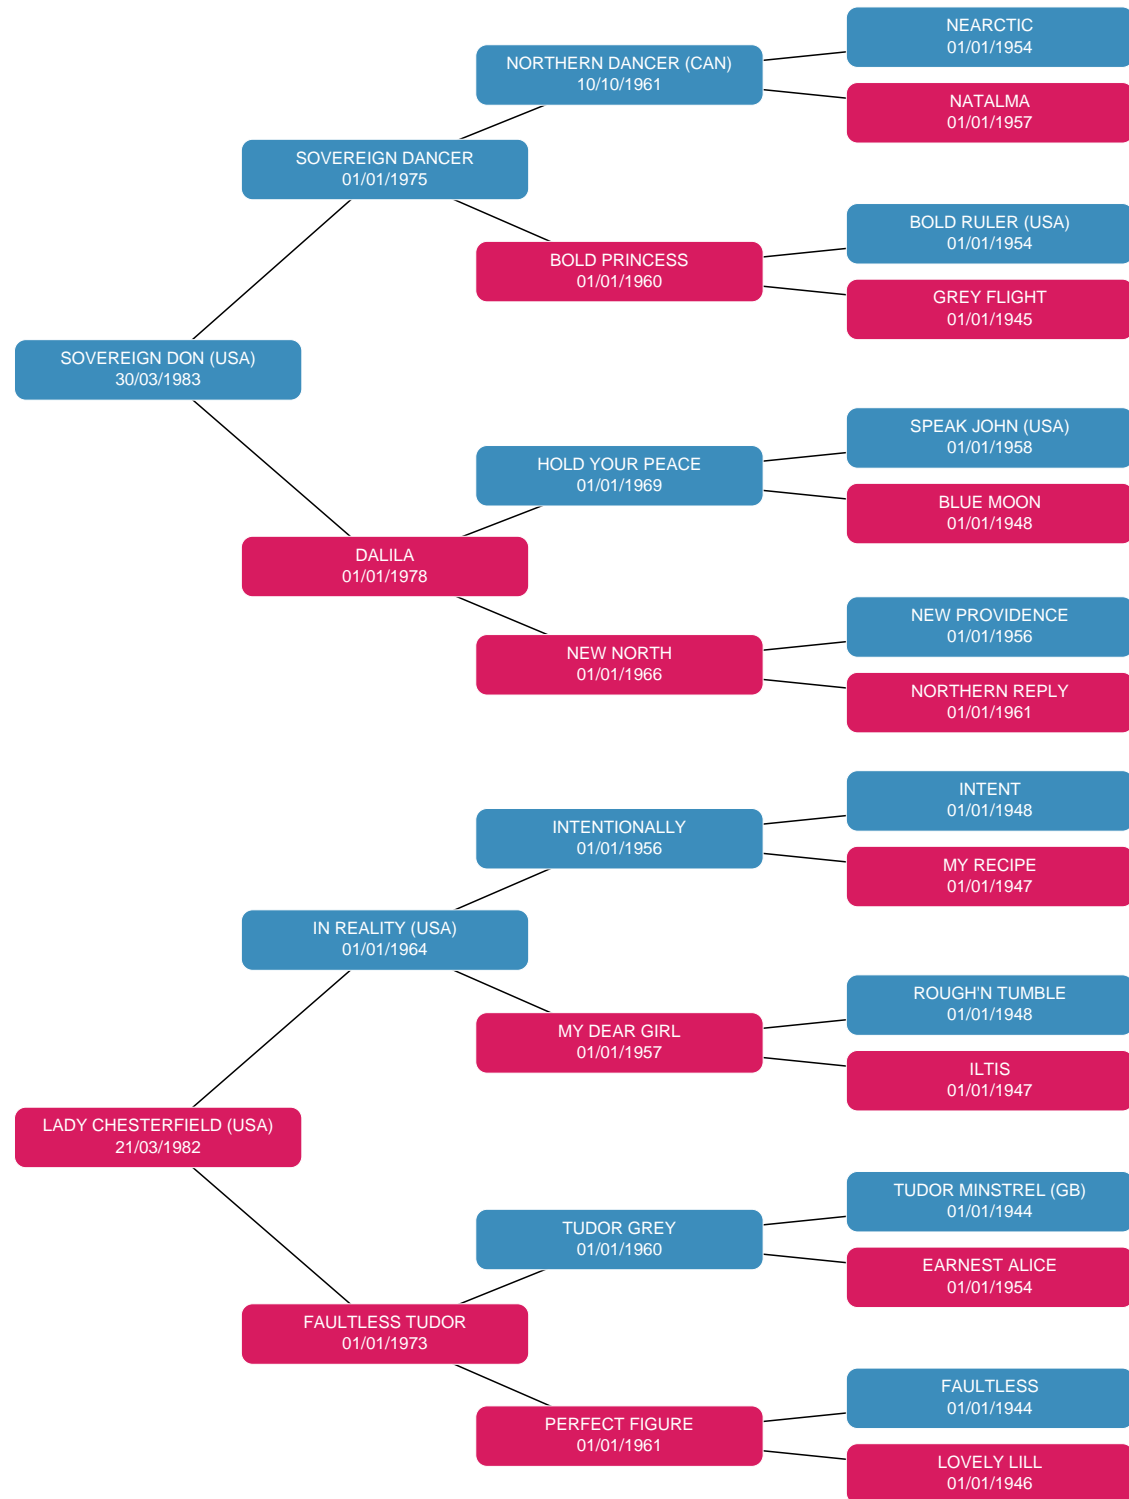 NEARCTIC
01/01/1954
NORTHERN DANCER (CAN)
10/10/1961
NATALMA
01/01/1957
SOVEREIGN DANCER
01/01/1975
BOLD RULER (USA)
01/01/1954
BOLD PRINCESS
01/01/1960
GREY FLIGHT
01/01/1945
SOVEREIGN DON (USA)
30/03/1983
SPEAK JOHN (USA)
01/01/1958
HOLD YOUR PEACE
01/01/1969
BLUE MOON
01/01/1948
DALILA
01/01/1978
NEW PROVIDENCE
01/01/1956
NEW NORTH
01/01/1966
NORTHERN REPLY
01/01/1961
INTENT
01/01/1948
INTENTIONALLY
01/01/1956
MY RECIPE
01/01/1947
IN REALITY (USA)
01/01/1964
ROUGH'N TUMBLE
01/01/1948
MY DEAR GIRL
01/01/1957
ILTIS
01/01/1947
LADY CHESTERFIELD (USA)
21/03/1982
TUDOR MINSTREL (GB)
01/01/1944
TUDOR GREY
01/01/1960
EARNEST ALICE
01/01/1954
FAULTLESS TUDOR
01/01/1973
FAULTLESS
01/01/1944
PERFECT FIGURE
01/01/1961
LOVELY LILL
01/01/1946